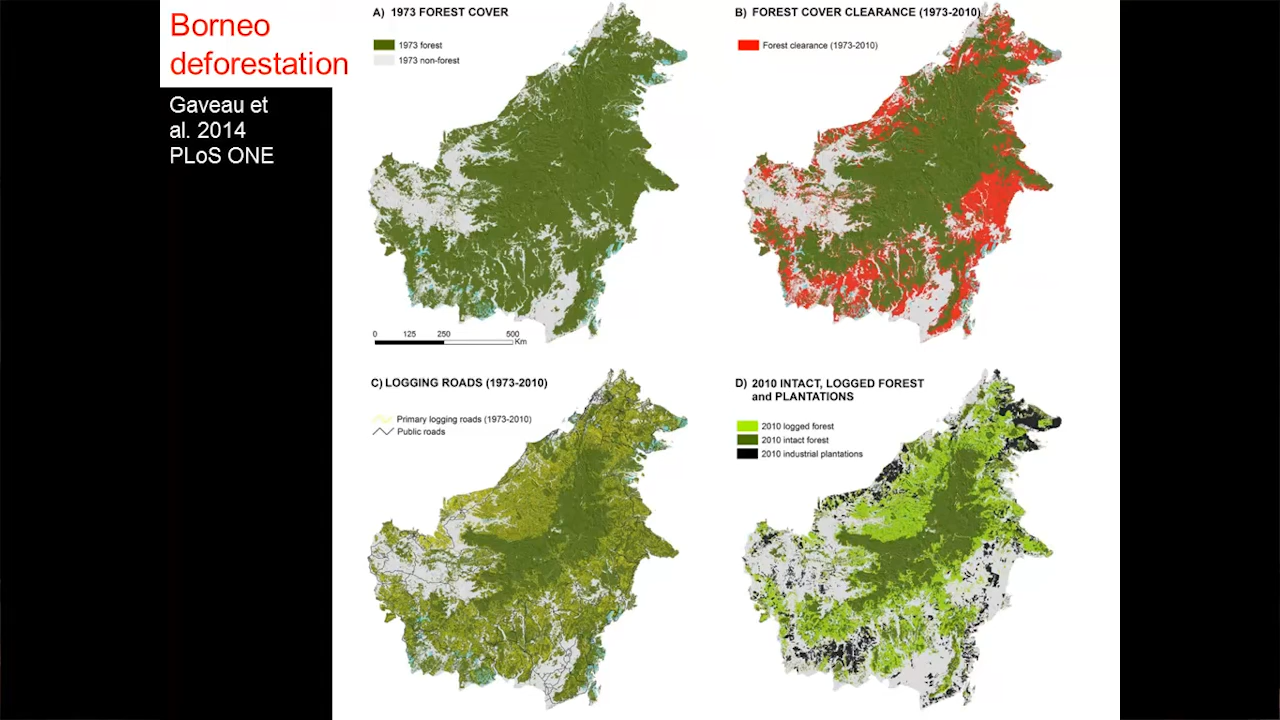 Borneo
deforestation
Gaveau et
al. 2014
PLoS ONE
A) 1973 FOREST COVER
1973 forest
1973 non-forest
0 125 250 500
Km
B) FOREST COVER CLEARANCE (1973-2010)
Forest clearance (1973-2010)
C) LOGGING ROADS (1973-2010)
Primary logging roads (1973-2010)
Public roads
D) 2010 INTACT, LOGGED FOREST
and PLANTATIONS
2010 logged forest
2010 intact forest
2010 industrial plantations